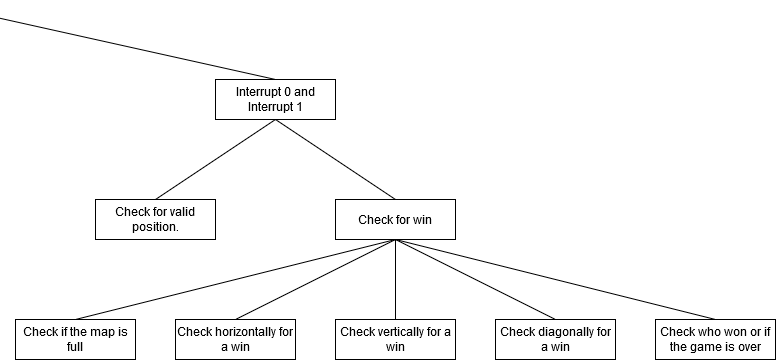 Interrupt 0 and
Interrupt 1
Check for valid
position.
Check for win
Check if the map is
full
Check horizontally for
a win
Check vertically for a
win
Check diagonally for
a win
Check who won or if
the game is over